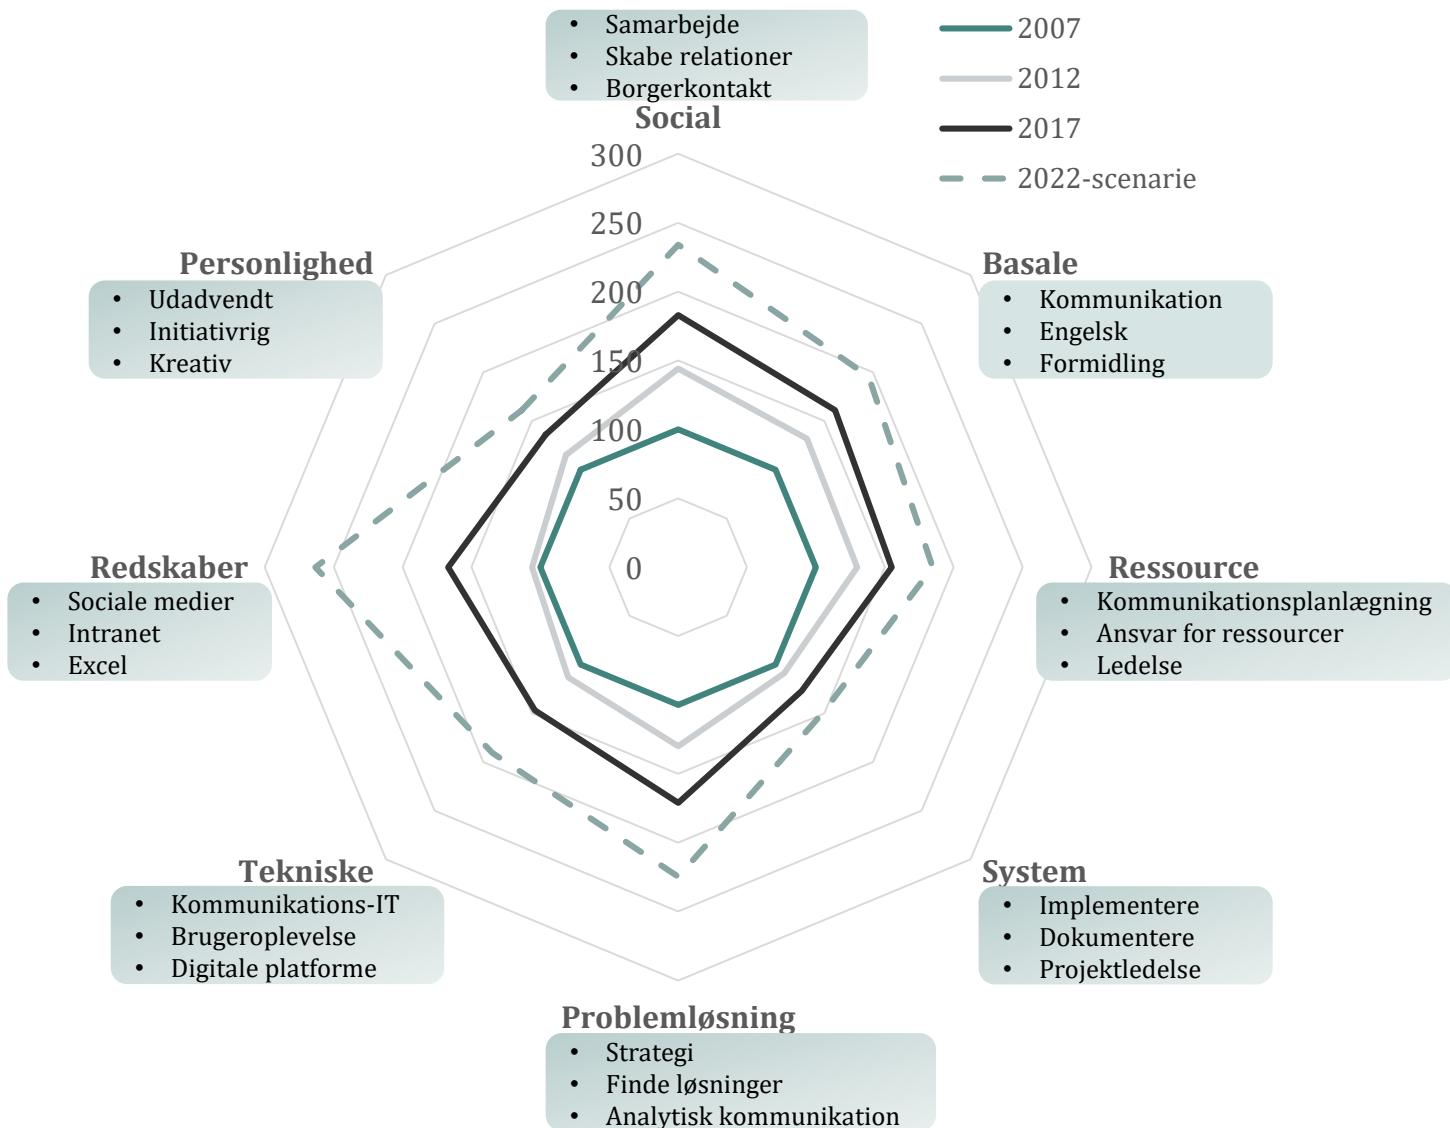 • Samarbejde
• Skabe relationer
• Borgerkontakt
Social
2007
2012
2017
2022-scenarie
300
250
200
150
100
50
0
Personlighed
• Udadvendt
• Initiativrig
• Kreativ
Basale
• Kommunikation
• Engelsk
• Formidling
Redskaber
• Sociale medier
• Intranet
• Excel
Ressource
• Kommunikationsplanlægning
• Ansvar for ressourcer
• Ledelse
Tekniske
• Kommunikations-IT
• Brugeroplevelse
• Digitale platforme
System
• Implementere
• Dokumentere
• Projektledelse
Problemløsning
• Strategi
• Finde løsninger
• Analytisk kommunikation